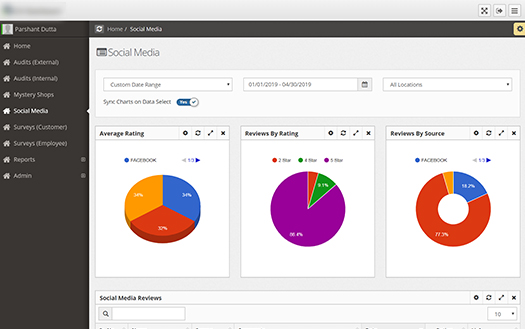 Parshant Dutta
Home / Social Media
Home
Audits (External)
Audits (Internal)
Mystery Shops
Social Media
Surveys (Customer)
Surveys (Employee)
Reports
Admin
Social Media
Custom Date Range
01/01/2019 - 04/30/2019
All Locations
Sync Charts on Data Select
Yes
Average Rating
FACEBOOK
1/3
34%
34%
32%
Reviews By Rating
2 Star
4 Star
5 Star
9.1%
86.4%
Reviews By Source
FACEBOOK
1/3
18.2%
77.3%
Social Media Reviews
10